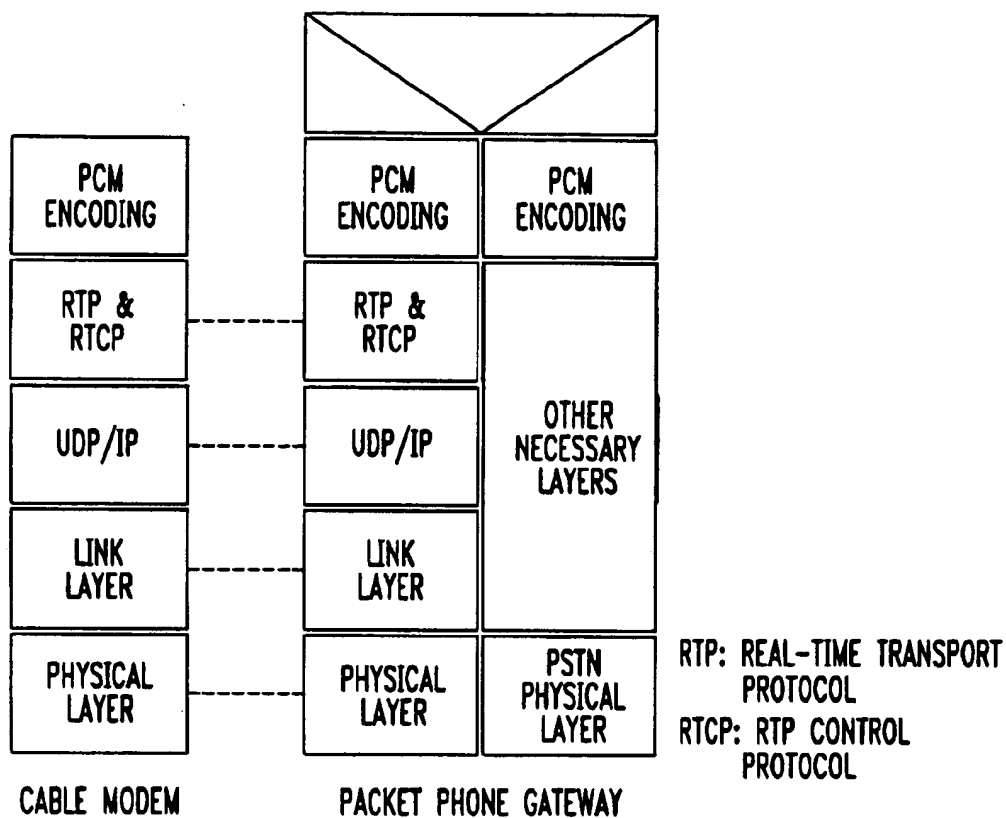 PCM
ENCODING
PCM
ENCODING
PCM
ENCODING
RTP &
RTCP
RTP &
RTCP
OTHER
NECESSARY
LAYERS
UDP/IP
UDP/IP
LINK
LAYER
LINK
LAYER
PHYSICAL
LAYER
PHYSICAL
LAYER
PSTN
PHYSICAL
LAYER
RTP: REAL-TIME TRANSPORT
PROTOCOL
RTCP: RTP CONTROL
PROTOCOL
CABLE MODEM
PACKET PHONE GATEWAY